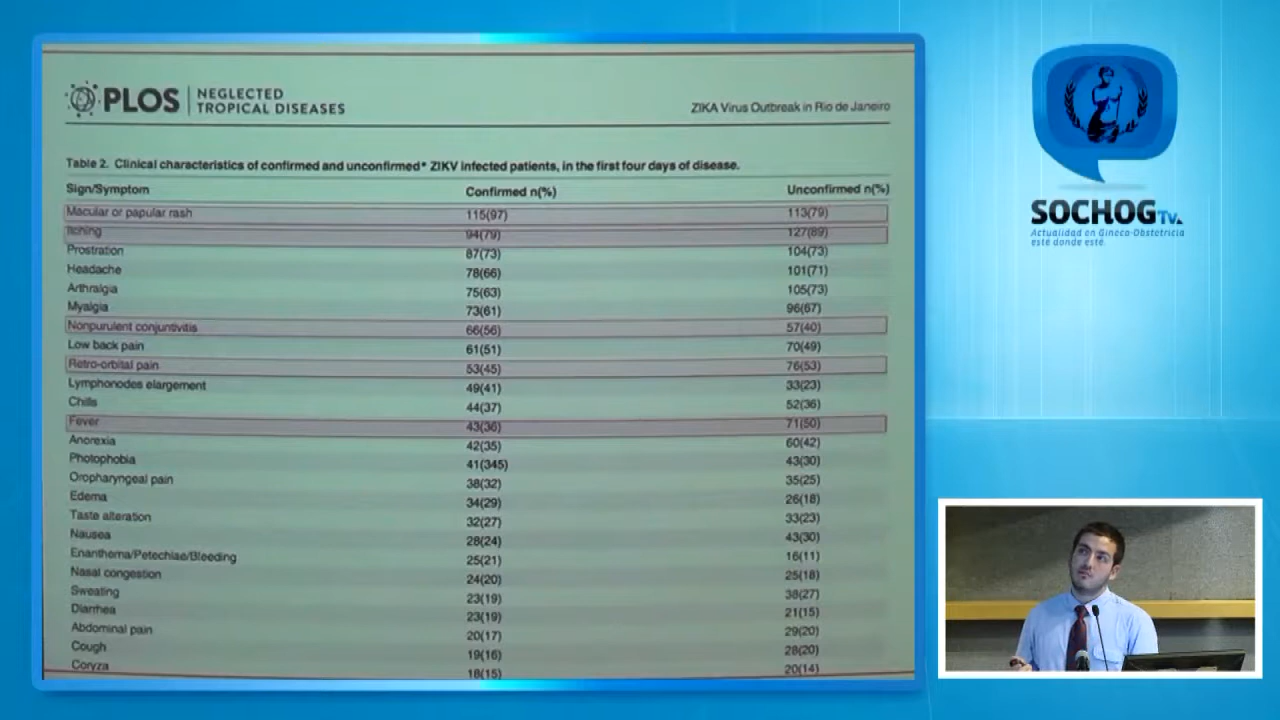 PLOS NEGLECTED TROPICAL DISEASES
ZIKA Virus Outbreak in Rio de Janeiro
Table 2. Clinical characteristics of confirmed and unconfirmed* ZIKV infected patients, in the first four days of disease.
Sign/Symptom Confirmed n(%) Unconfirmed n(%)
Macular or papular rash 115(97) 113(79)
Itching 94(79) 127(89)
Prostration 87(73) 104(73)
Headache 78(66) 101(71)
Arthralgia 75(63) 105(73)
Myalgia 73(61) 96(67)
Nonpurulent conjuntivitis 66(56) 57(40)
Low back pain 61(51) 70(49)
Retro-orbital pain 53(45) 76(53)
Lymphonodes elargement 49(41) 33(23)
Chills 44(37) 52(36)
Fever 43(36) 71(50)
Anorexia 42(35) 60(42)
Photophobia 41(345) 43(30)
Oropharyngeal pain 38(32) 35(25)
Edema 34(29) 26(18)
Taste alteration 32(27) 33(23)
Nausea 28(24) 43(30)
Enanthema/Petechiae/Bleeding 25(21) 16(11)
Nasal congestion 24(20) 25(18)
Sweating 23(19) 38(27)
Diarrhea 23(19) 21(15)
Abdominal pain 20(17) 29(20)
Cough 19(16) 28(20)
Coryza 18(15) 20(14)
SOCHOG Tv.
Actualidad en Gineco-Obstetricia
esté donde esté.